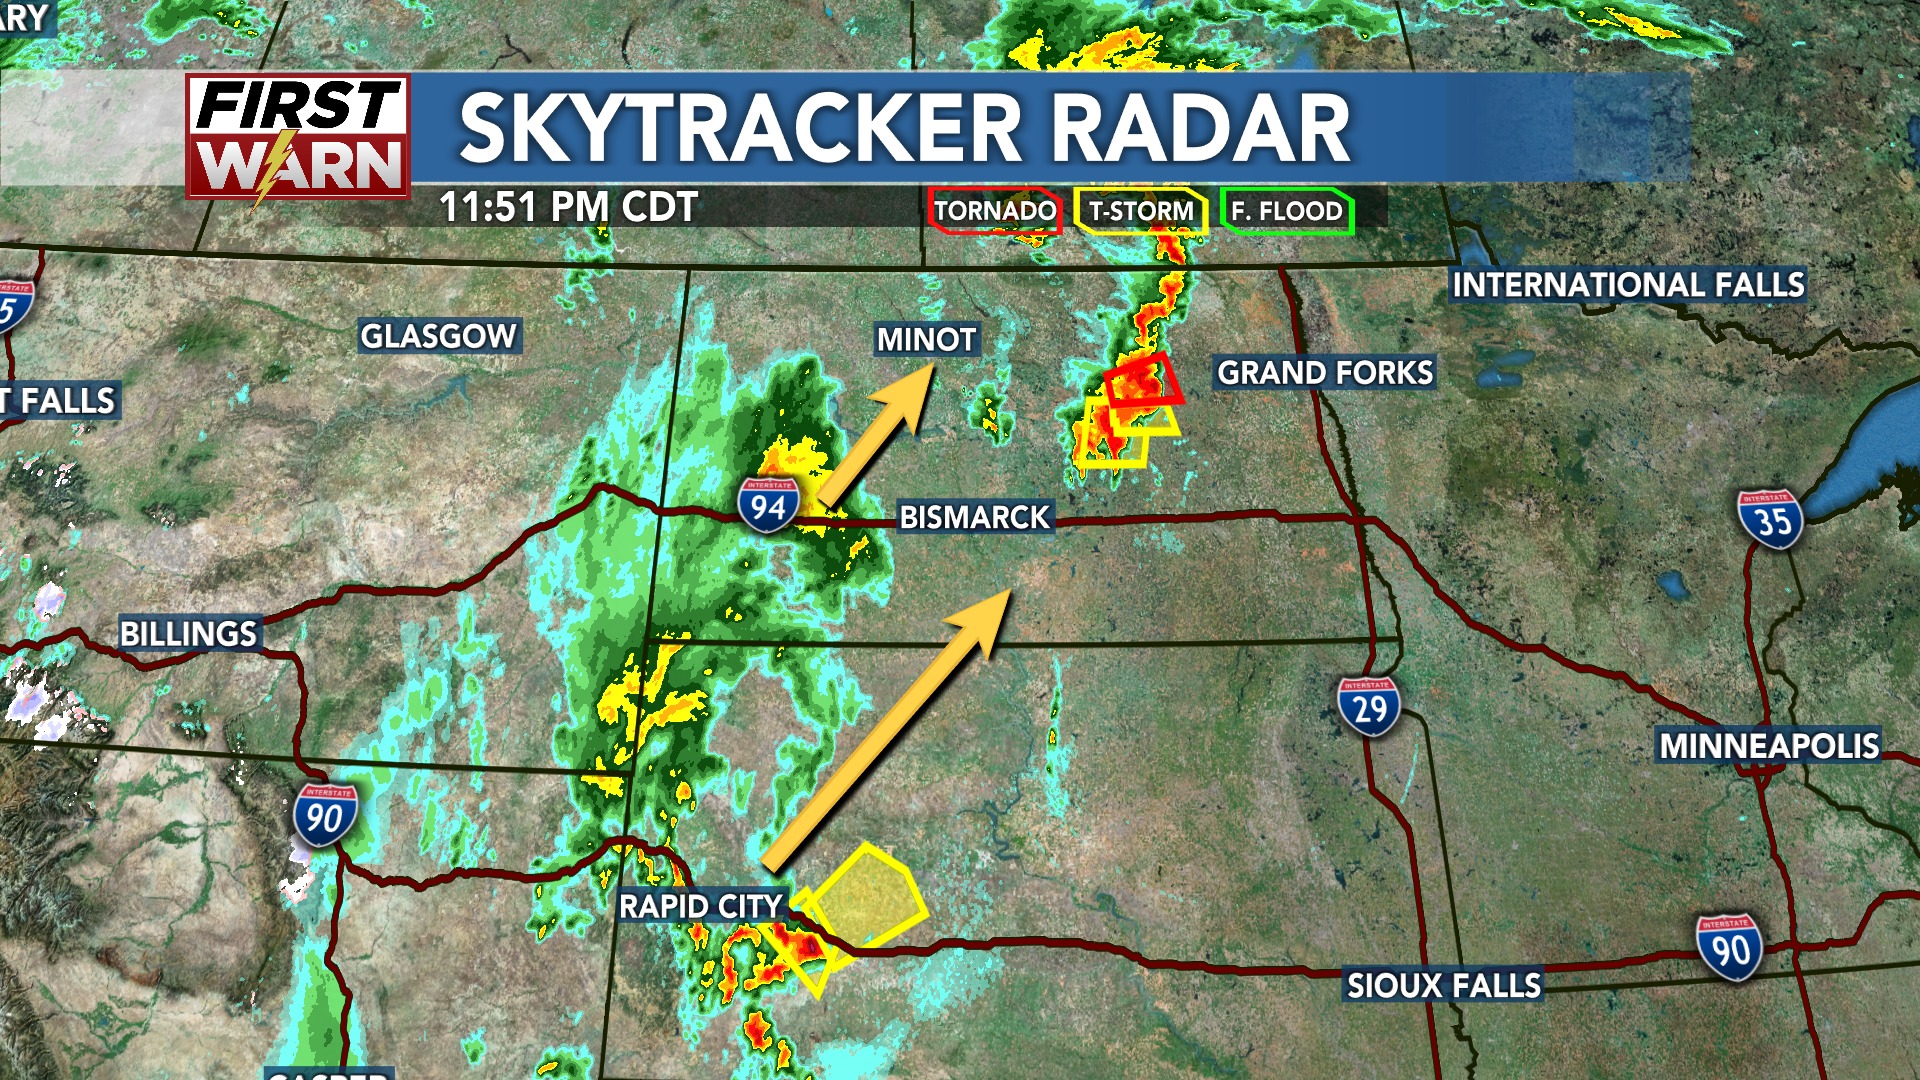 ARY
FIRST
WARN
SKYTRACKER RADAR
11:51 PM CDT
TORNADO
T-STORM
F. FLOOD
INTERNATIONAL FALLS
INTERSTATE
5
GLASGOW
MINOT
GRAND FORKS
T FALLS
INTERSTATE
94
BISMARCK
INTERSTATE
35
BILLINGS
INTERSTATE
29
MINNEAPOLIS
INTERSTATE
90
RAPID CITY
INTERSTATE
90
SIOUX FALLS
CASPER